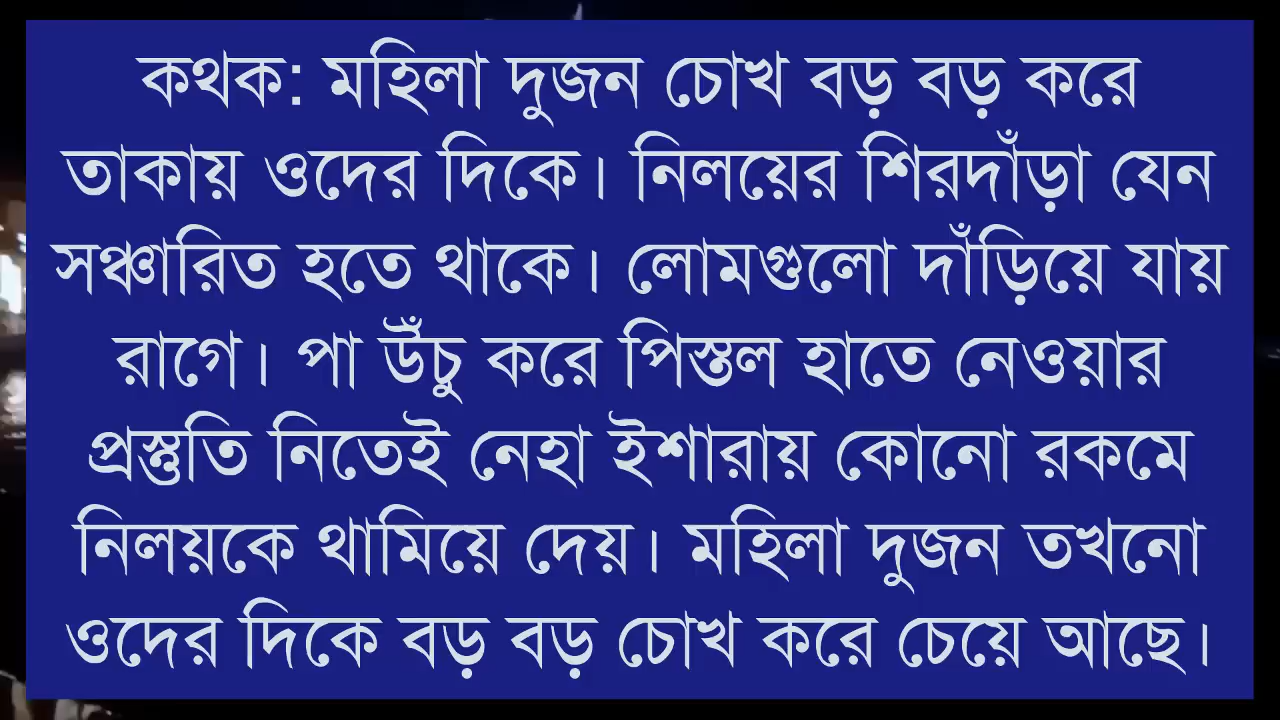 কথক: মহিলা দুজন চোখ বড় বড় করে
তাকায় ওদের দিকে। নিলয়ের শিরদাঁড়া যেন
সঞ্চারিত হতে থাকে। লোমগুলো দাঁড়িয়ে যায়
রাগে। পা উঁচু করে পিস্তল হাতে নেওয়ার
প্রস্তুতি নিতেই নেহা ইশারায় কোনো রকমে
নিলয়কে থামিয়ে দেয়। মহিলা দুজন তখনো
ওদের দিকে বড় বড় চোখ করে চেয়ে আছে।